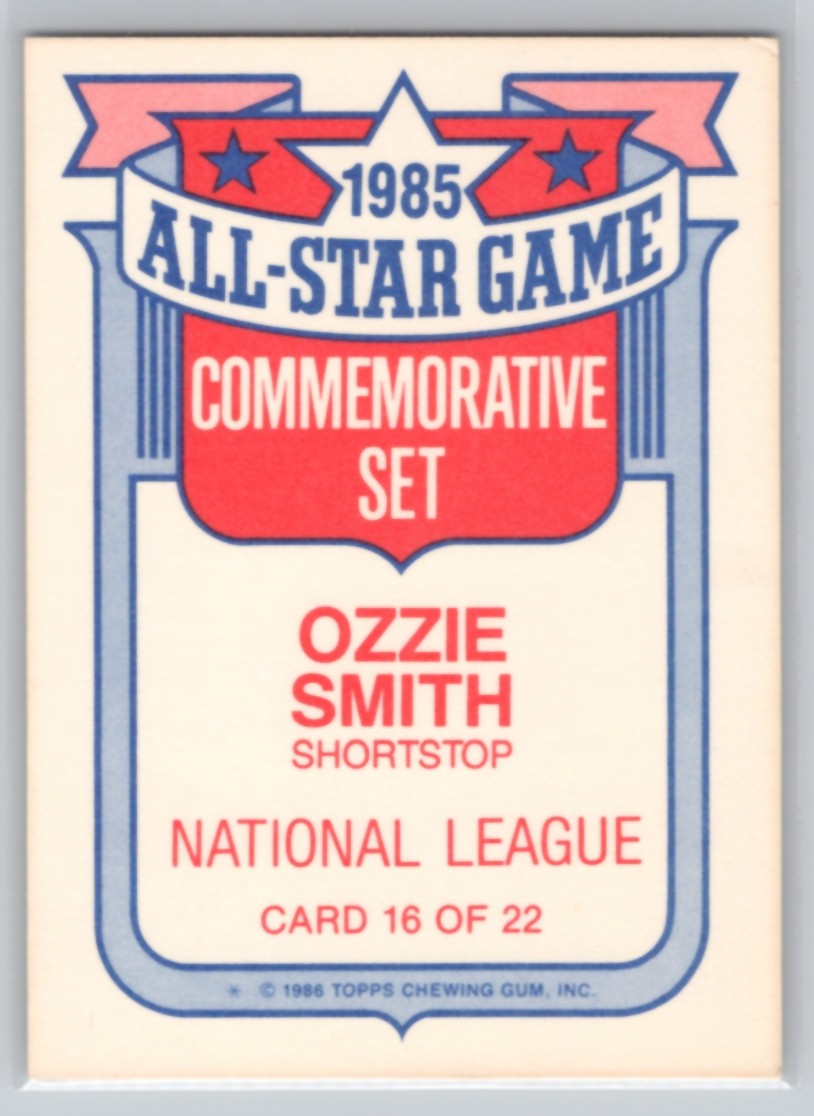 1985
ALL-STAR GAME
COMMEMORATIVE
SET
OZZIE
SMITH
SHORTSTOP
NATIONAL LEAGUE
CARD 16 OF 22
* © 1986 TOPPS CHEWING GUM, INC.